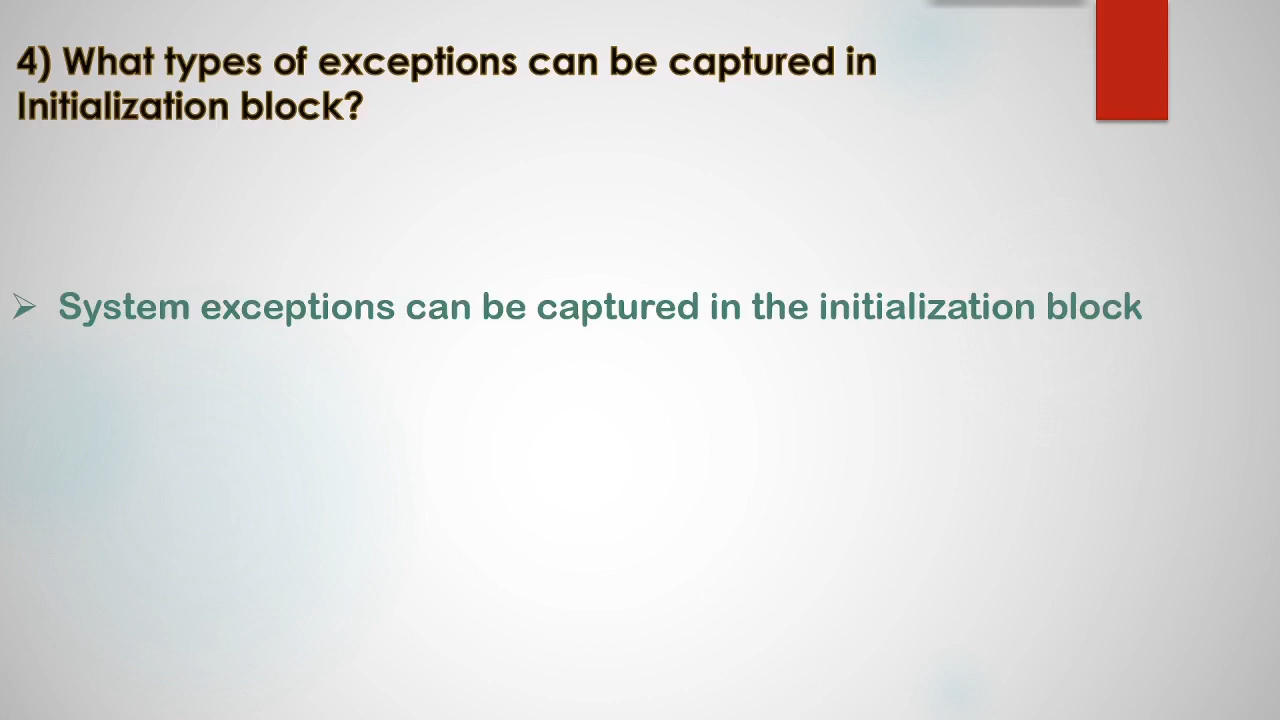 4) What types of exceptions can be captured in
Initialization block?
➢ System exceptions can be captured in the initialization block